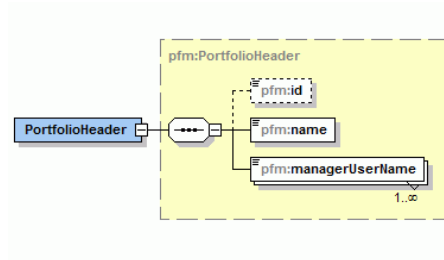 pfm:PortfolioHeader
pfm:id
PortfolioHeader
pfm:name
pfm:managerUserName
1..∞